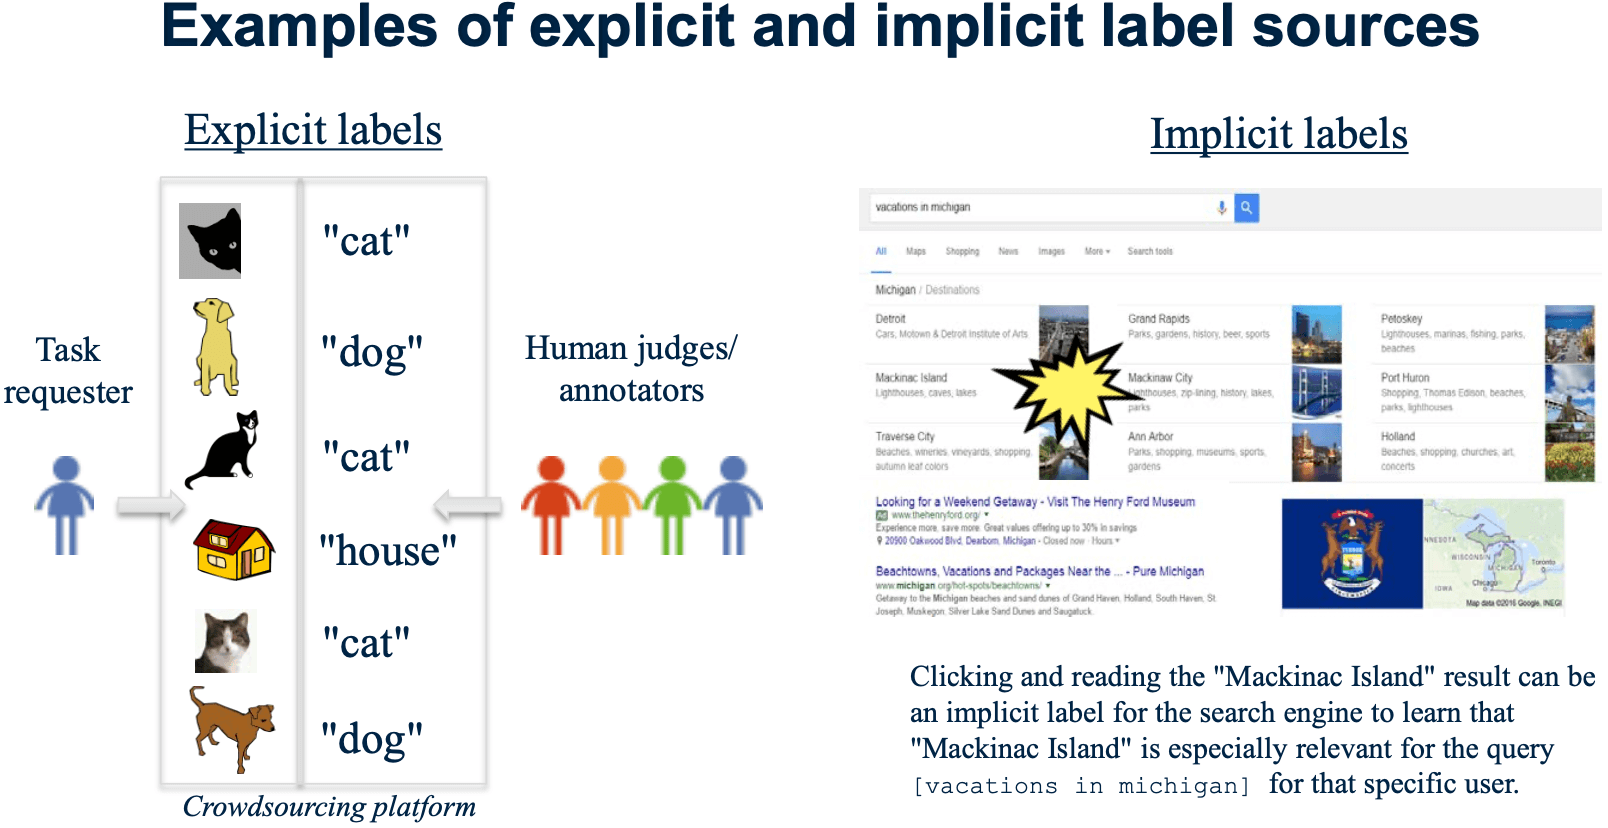 Examples of explicit and implicit label sources
Explicit labels
"cat"
"dog"
"cat"
"house"
"cat"
"dog"
Task
requester
Human judges/
annotators
Crowdsourcing platform
Implicit labels
vacations in michigan
All Maps Shopping News Images More Search tools
Michigan / Destinations
Detroit
Cars, Motown & Detroit Institute of Arts
Grand Rapids
Parks, gardens, history, beer, sports
Petoskey
Lighthouses, marinas, fishing, parks,
beaches
Mackinac Island
Lighthouses, caves, lakes
Mackinaw City
Lighthouses, zip-lining, history, lakes,
parks
Port Huron
Shopping, Thomas Edison, beaches,
parks, lighthouses
Traverse City
Beaches, wineries, vineyards, shopping,
autumn leaf colors
Ann Arbor
Parks, shopping, museums, sports,
gardens
Holland
Beaches, shopping, churches, art,
concerts
Looking for a Weekend Getaway - Visit The Henry Ford Museum
Ad www.thehenryford.org/
Experience more, save more. Great values offering up to 30% in savings
20900 Oakwood Blvd, Dearborn, Michigan - Closed now · Hours
Beachtowns, Vacations and Packages Near the ... - Pure Michigan
www.michigan.org/hot-spots/beachtowns/
Getaway to the Michigan beaches and sand dunes of Grand Haven, Holland, South Haven, St.
Joseph, Muskegon, Silver Lake Sand Dunes and Saugatuck.
NNESOTA
WISCONSIN
MICHIGAN
Toronto
Chicago
IOWA
Map data ©2016 Google, INEGI
Clicking and reading the "Mackinac Island" result can be
an implicit label for the search engine to learn that
"Mackinac Island" is especially relevant for the query
[vacations in michigan] for that specific user.